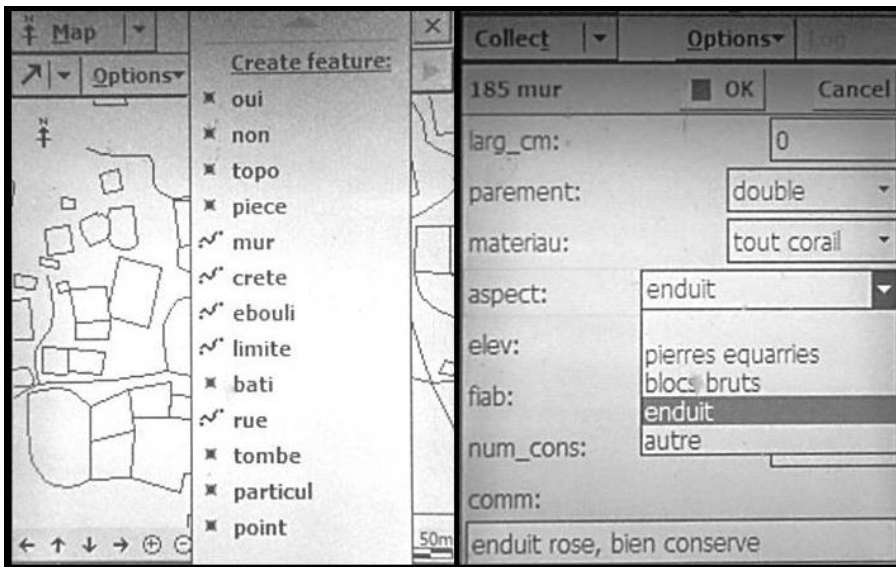 Map
Options
N
Create feature:
oui
non
topo
piece
mur
crete
ebouli
limite
bati
rue
tombe
particul
point
50m
Collect
Options
Log
185 mur
OK
Cancel
larg_cm:
0
parement:
double
materiau:
tout corail
aspect:
enduit
pierres equarries
blocs bruts
enduit
autre
elev:
fiab:
num_cons:
comm:
enduit rose, bien conserve